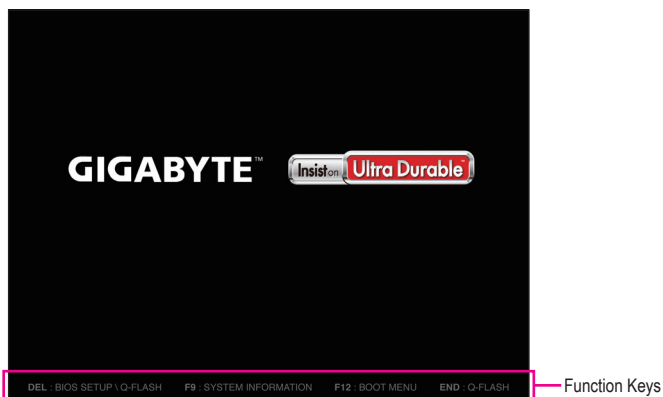 GIGABYTE™ Insist on Ultra Durable™
DEL : BIOS SETUP \ Q-FLASH F9 : SYSTEM INFORMATION F12 : BOOT MENU END : Q-FLASH
Function Keys